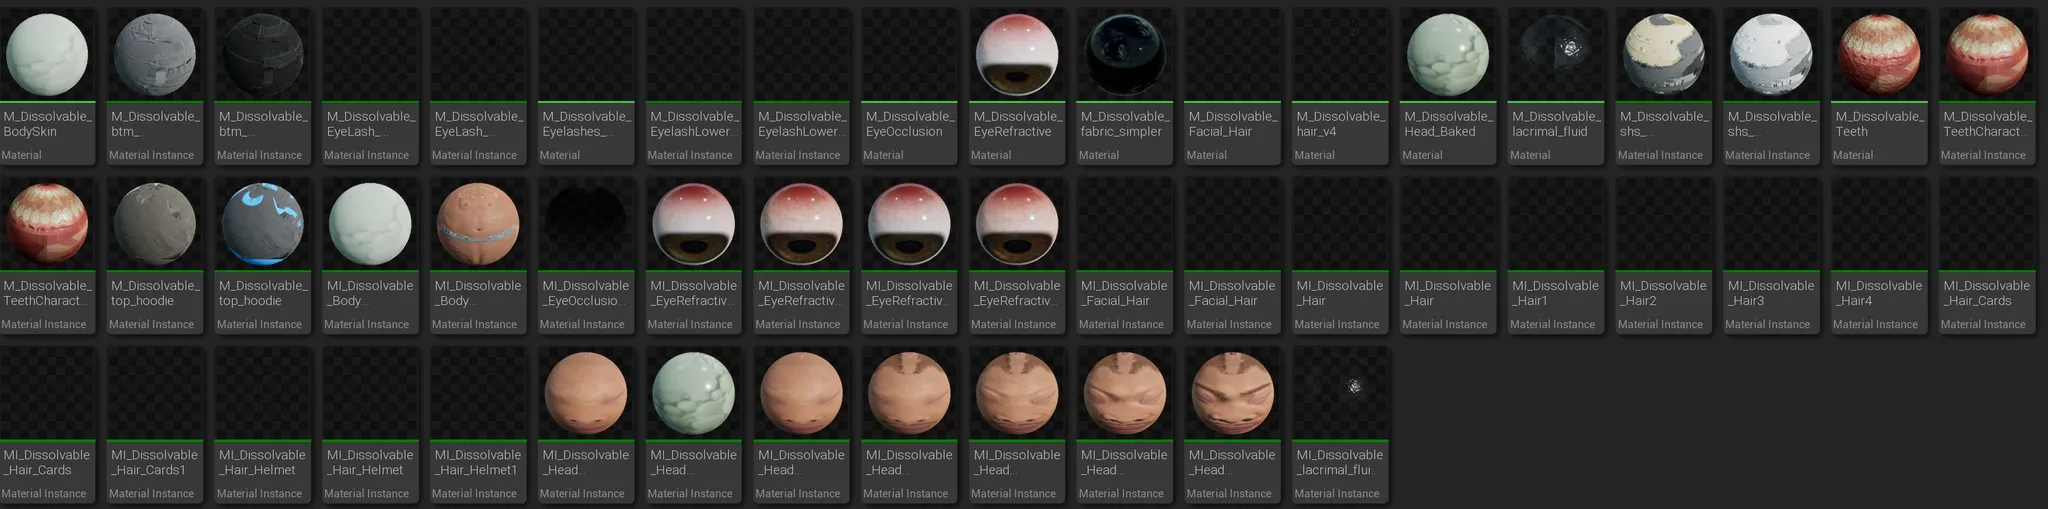 M_Dissolvable_
BodySkin
Material
M_Dissolvable_
btm_...
Material Instance
M_Dissolvable_
btm_...
Material Instance
M_Dissolvable_
EyeLash_...
Material Instance
M_Dissolvable_
EyeLash_...
Material Instance
M_Dissolvable_
Eyelashes_...
Material
M_Dissolvable_
EyelashLower...
Material Instance
M_Dissolvable_
EyelashLower...
Material Instance
M_Dissolvable_
EyeOcclusion
Material
M_Dissolvable_
EyeRefractive
Material
M_Dissolvable_
fabric_simpler
Material
M_Dissolvable_
Facial_Hair
Material
M_Dissolvable_
hair_v4
Material
M_Dissolvable_
Head_Baked
Material
M_Dissolvable_
lacrimal_fluid
Material
M_Dissolvable_
shs_...
Material Instance
M_Dissolvable_
shs_...
Material Instance
M_Dissolvable_
Teeth
Material
M_Dissolvable_
TeethCharact...
Material Instance
M_Dissolvable_
TeethCharact...
Material Instance
M_Dissolvable_
top_hoodie
Material Instance
M_Dissolvable_
top_hoodie
Material Instance
MI_Dissolvable
_Body...
Material Instance
MI_Dissolvable
_Body...
Material Instance
MI_Dissolvable
_EyeOcclusio...
Material Instance
MI_Dissolvable
_EyeRefractiv...
Material Instance
MI_Dissolvable
_EyeRefractiv...
Material Instance
MI_Dissolvable
_EyeRefractiv...
Material Instance
MI_Dissolvable
_EyeRefractiv...
Material Instance
MI_Dissolvable
_Facial_Hair
Material Instance
MI_Dissolvable
_Facial_Hair
Material Instance
MI_Dissolvable
_Hair
Material Instance
MI_Dissolvable
_Hair
Material Instance
MI_Dissolvable
_Hair1
Material Instance
MI_Dissolvable
_Hair2
Material Instance
MI_Dissolvable
_Hair3
Material Instance
MI_Dissolvable
_Hair4
Material Instance
MI_Dissolvable
_Hair_Cards
Material Instance
MI_Dissolvable
_Hair_Cards
Material Instance
MI_Dissolvable
_Hair_Cards1
Material Instance
MI_Dissolvable
_Hair_Helmet
Material Instance
MI_Dissolvable
_Hair_Helmet
Material Instance
MI_Dissolvable
_Hair_Helmet1
Material Instance
MI_Dissolvable
_Head...
Material Instance
MI_Dissolvable
_Head...
Material Instance
MI_Dissolvable
_Head...
Material Instance
MI_Dissolvable
_Head...
Material Instance
MI_Dissolvable
_Head...
Material Instance
MI_Dissolvable
_Head...
Material Instance
MI_Dissolvable
_Head...
Material Instance
MI_Dissolvable
_lacrimal_flui...
Material Instance